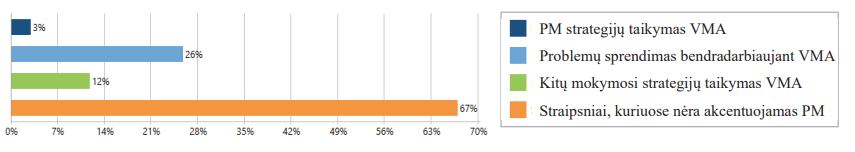 3%
26%
12%
67%
0% 7% 14% 21% 28% 35% 42% 49% 56% 63% 70%
PM strategijų taikymas VMA
Problemų sprendimas bendradarbiaujant VMA
Kitų mokymosi strategijų taikymas VMA
Straipsniai, kuriuose nėra akcentuojamas PM